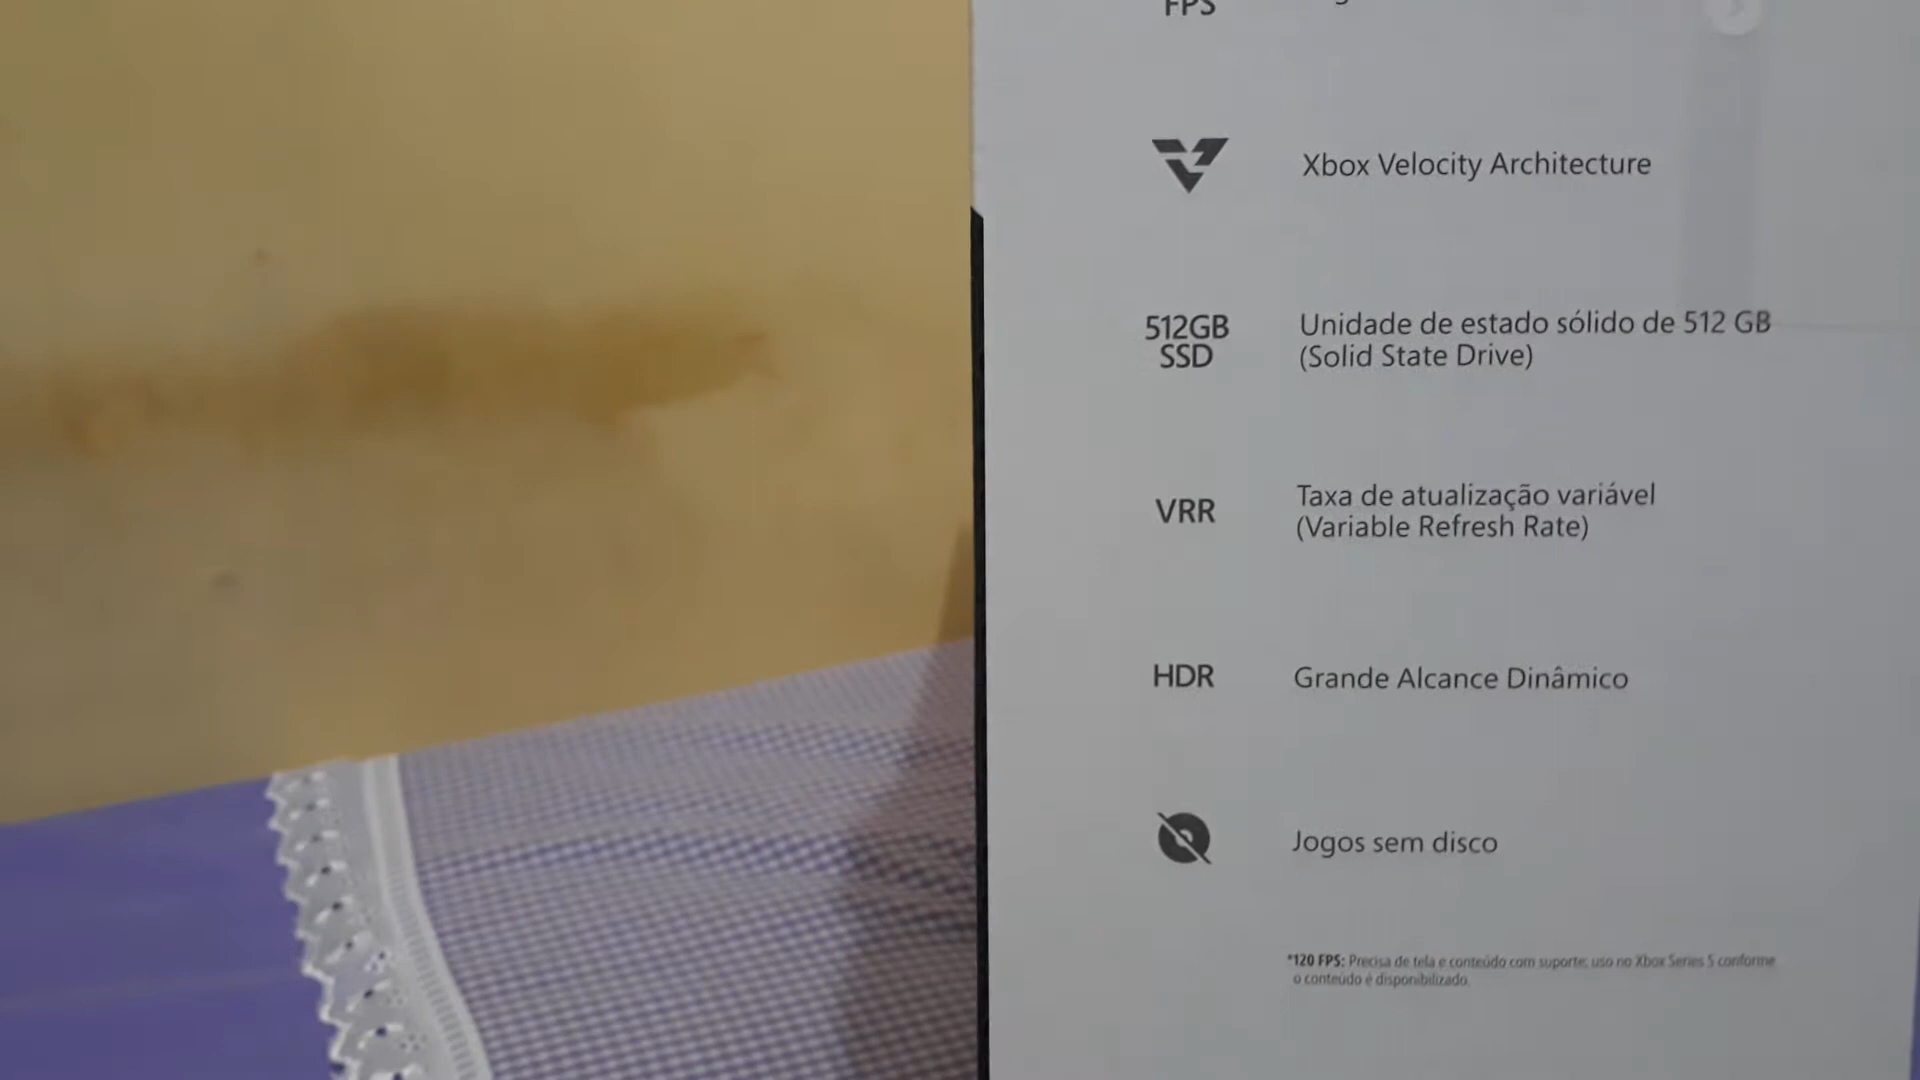 FPS
Xbox Velocity Architecture
512GB
SSD
Unidade de estado sólido de 512 GB
(Solid State Drive)
VRR
Taxa de atualização variável
(Variable Refresh Rate)
HDR
Grande Alcance Dinâmico
Jogos sem disco
*120 FPS: Precisa de tela e conteúdo com suporte; uso no Xbox Series S conforme
o conteúdo é disponibilizado.